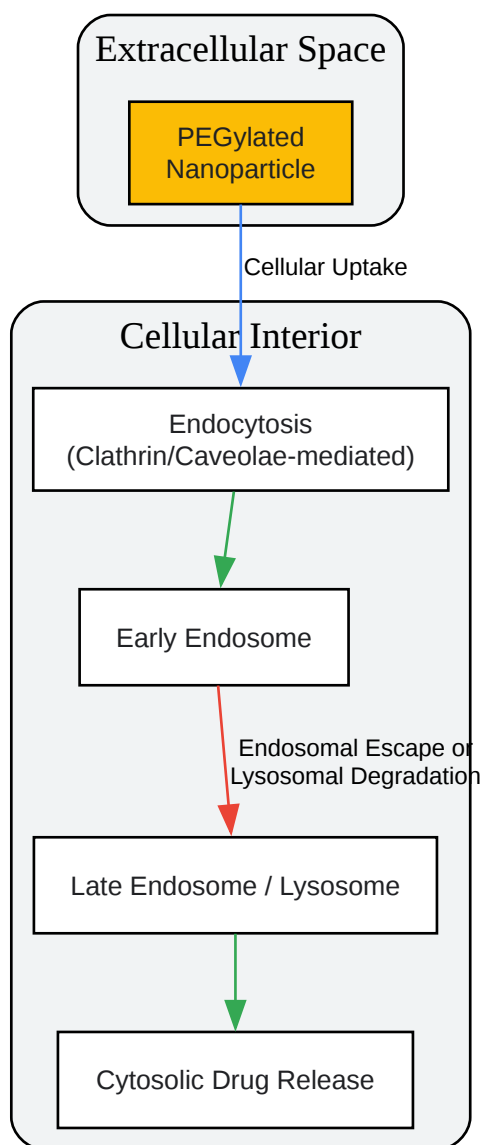 Extracellular Space
PEGylated
Nanoparticle
Cellular Uptake
Cellular Interior
Endocytosis
(Clathrin/Caveolae-mediated)
Early Endosome
Endosomal Escape or
Lysosomal Degradation
Late Endosome / Lysosome
Cytosolic Drug Release